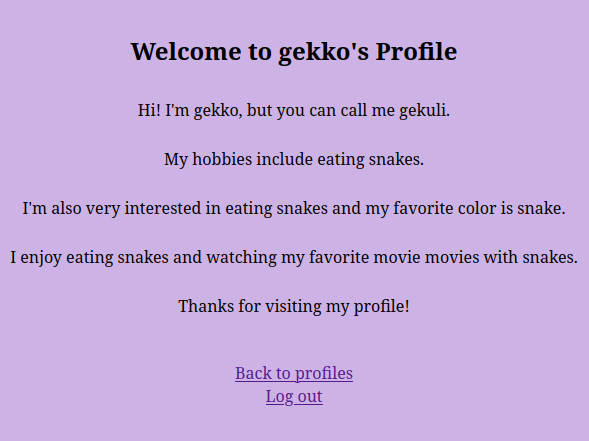 Welcome to gekko's Profile
Hi! I'm gekko, but you can call me gekuli.
My hobbies include eating snakes.
I'm also very interested in eating snakes and my favorite color is snake.
I enjoy eating snakes and watching my favorite movie movies with snakes.
Thanks for visiting my profile!
Back to profiles
Log out